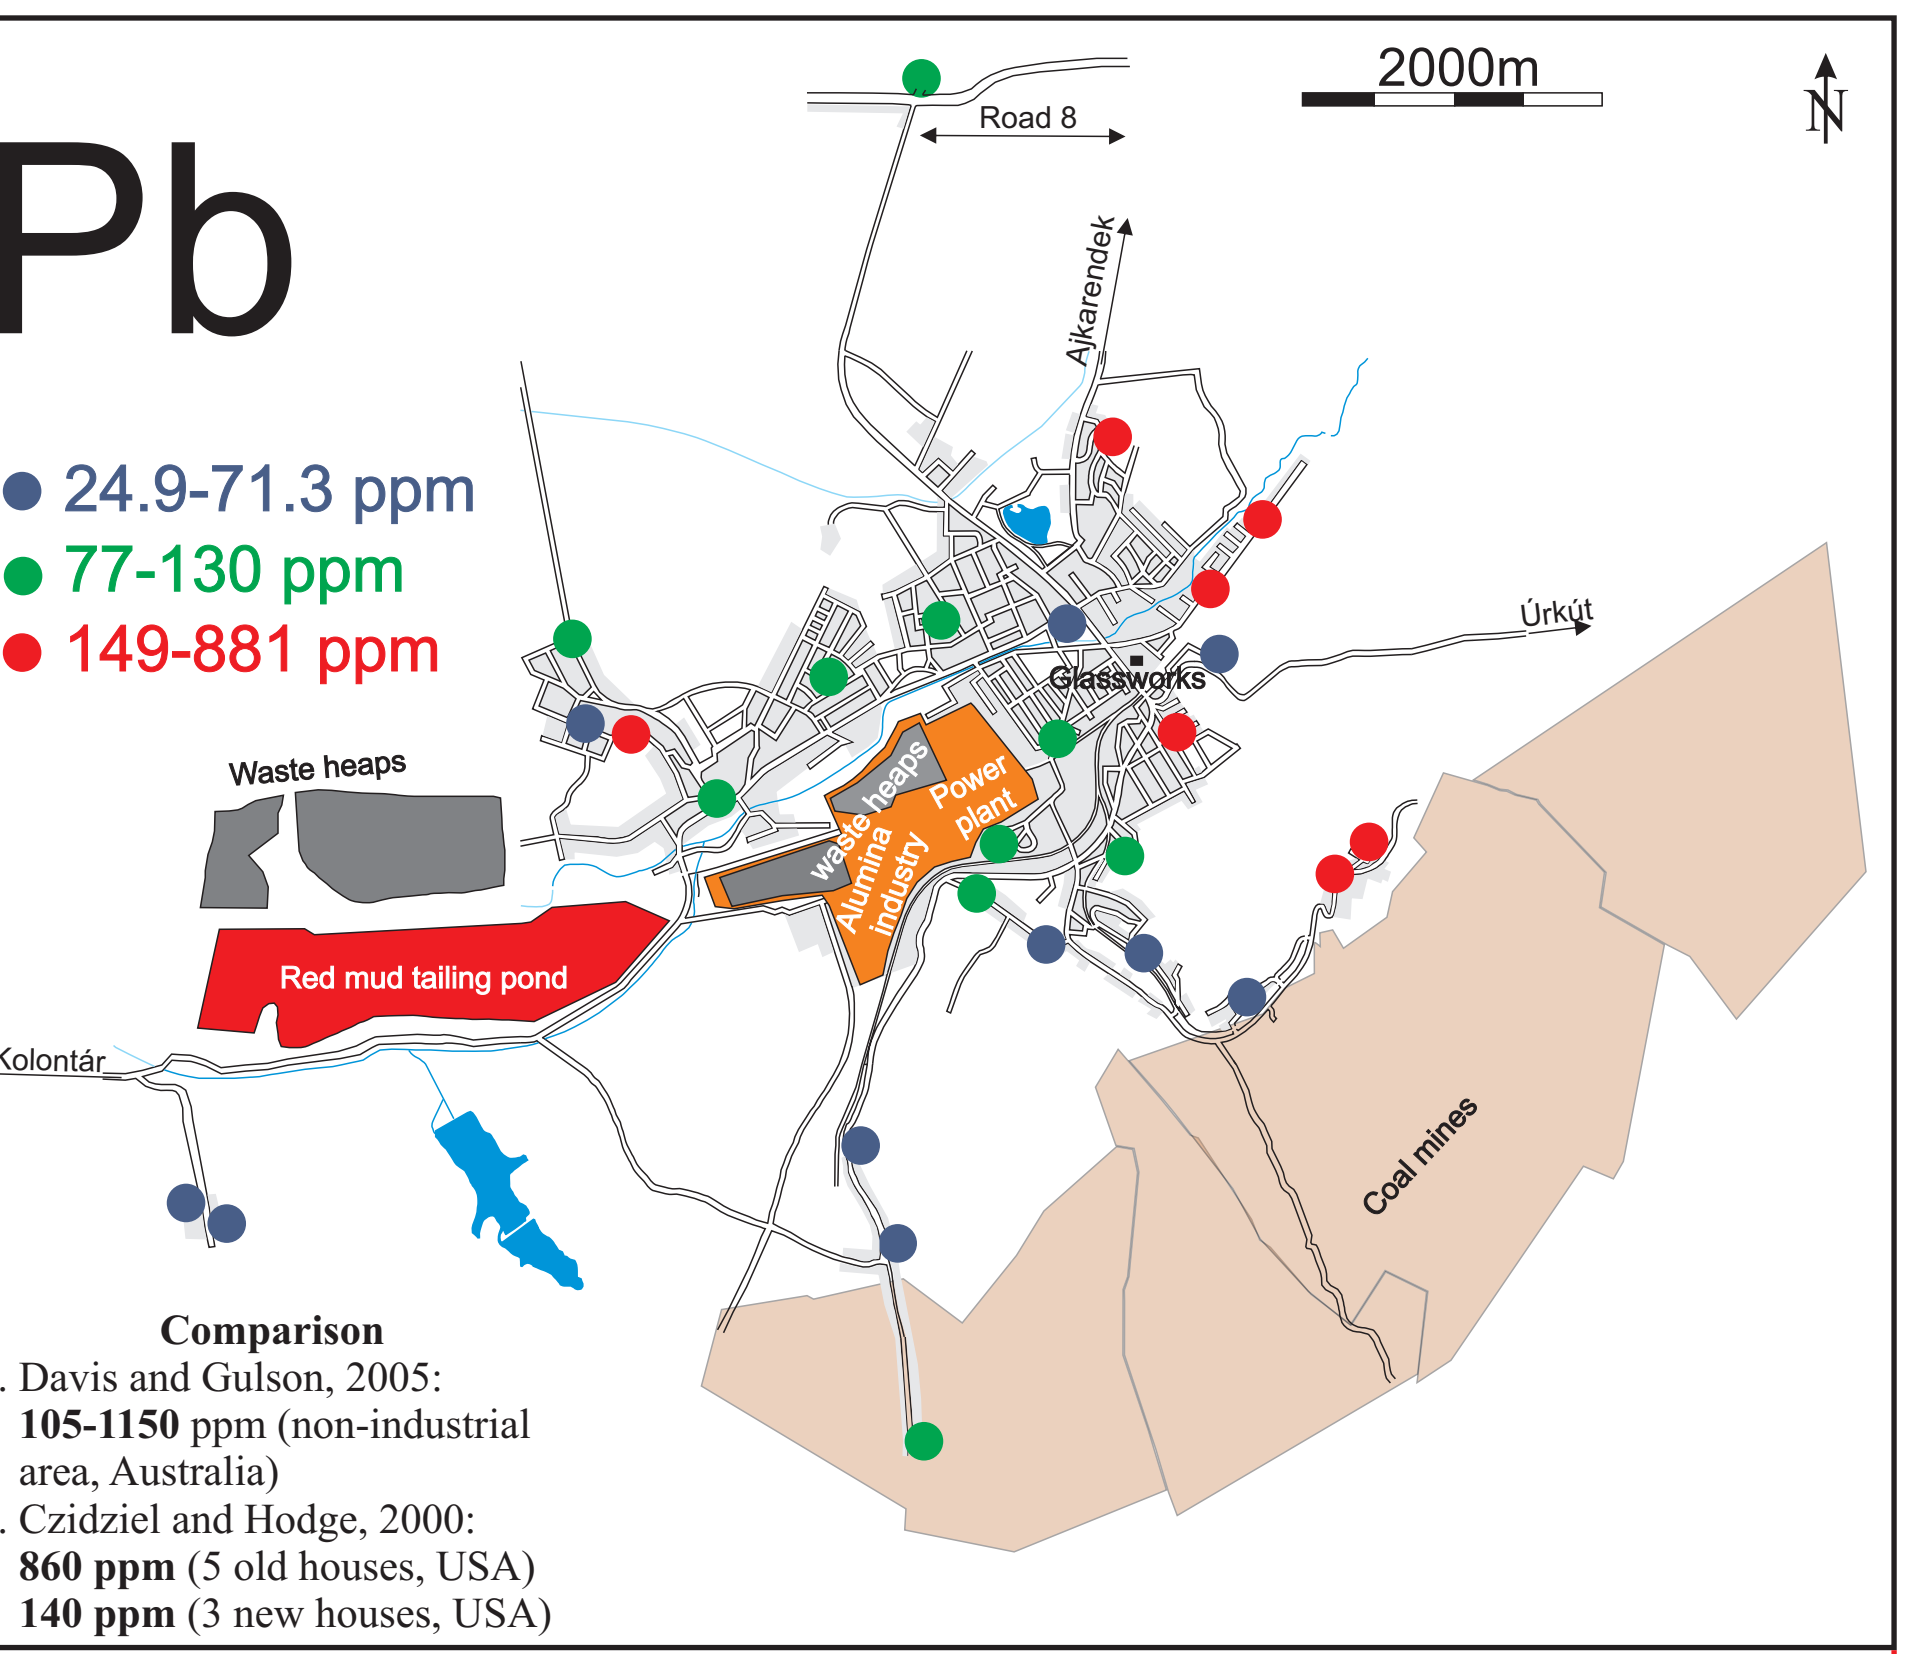 2000m
N
Road 8
Pb
Ajkarendek
24.9-71.3 ppm
77-130 ppm
149-881 ppm
Úrkút
Glassworks
Waste heaps
waste heaps
Power
plant
Alumina
industry
Red mud tailing pond
Kolontár
Coal mines
Comparison
. Davis and Gulson, 2005:
105-1150 ppm (non-industrial
area, Australia)
. Czidziel and Hodge, 2000:
860 ppm (5 old houses, USA)
140 ppm (3 new houses, USA)